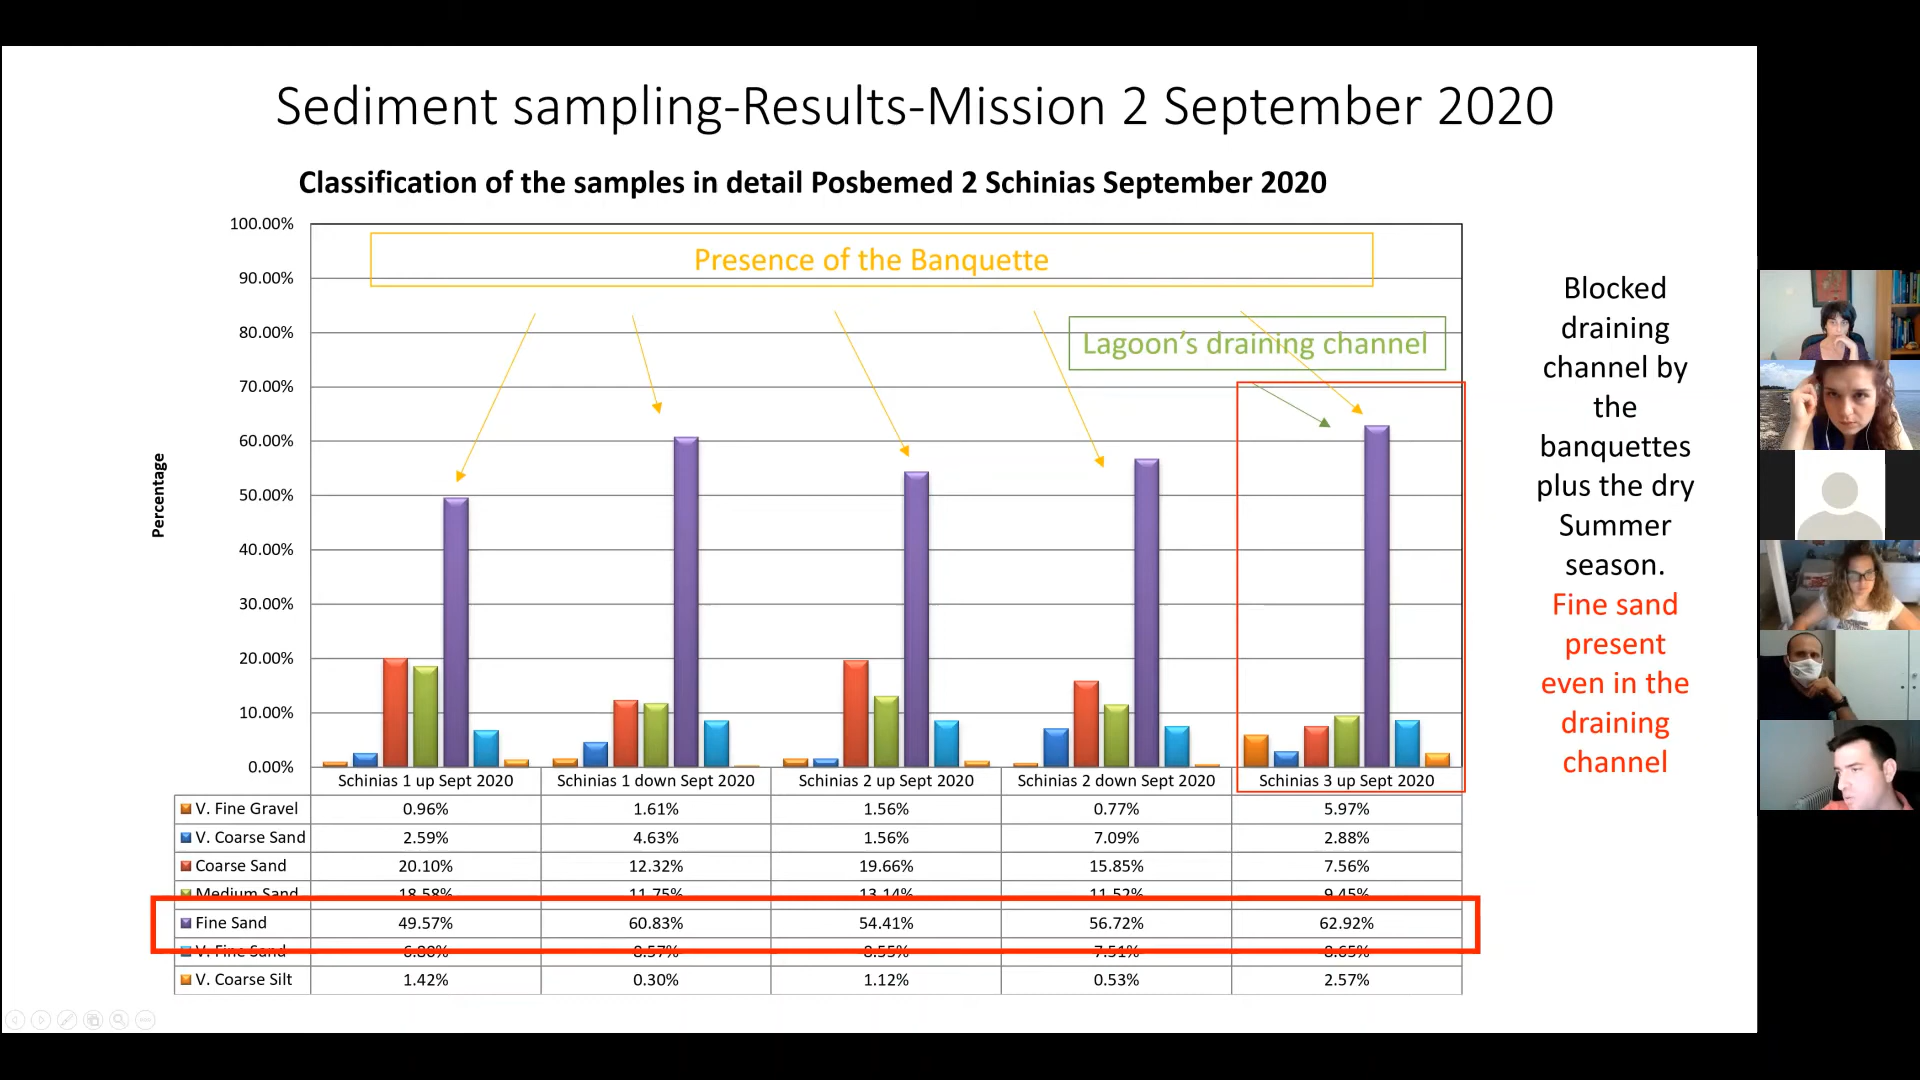 Sediment sampling-Results-Mission 2 September 2020
Classification of the samples in detail Posbemed 2 Schinias September 2020
100.00%
90.00%
80.00%
70.00%
60.00%
50.00%
40.00%
30.00%
20.00%
10.00%
0.00%
Percentage
Presence of the Banquette
Lagoon's draining channel
Schinias 1 up Sept 2020 Schinias 1 down Sept 2020 Schinias 2 up Sept 2020 Schinias 2 down Sept 2020 Schinias 3 up Sept 2020
V. Fine Gravel 0.96% 1.61% 1.56% 0.77% 5.97%
V. Coarse Sand 2.59% 4.63% 1.56% 7.09% 2.88%
Coarse Sand 20.10% 12.32% 19.66% 15.85% 7.56%
Medium Sand 18.58% 11.75% 13.14% 11.52% 9.45%
Fine Sand 49.57% 60.83% 54.41% 56.72% 62.92%
V. Fine Sand 6.80% 8.57% 8.55% 7.51% 8.65%
V. Coarse Silt 1.42% 0.30% 1.12% 0.53% 2.57%
Blocked
draining
channel by
the
banquettes
plus the dry
Summer
season.
Fine sand
present
even in the
draining
channel